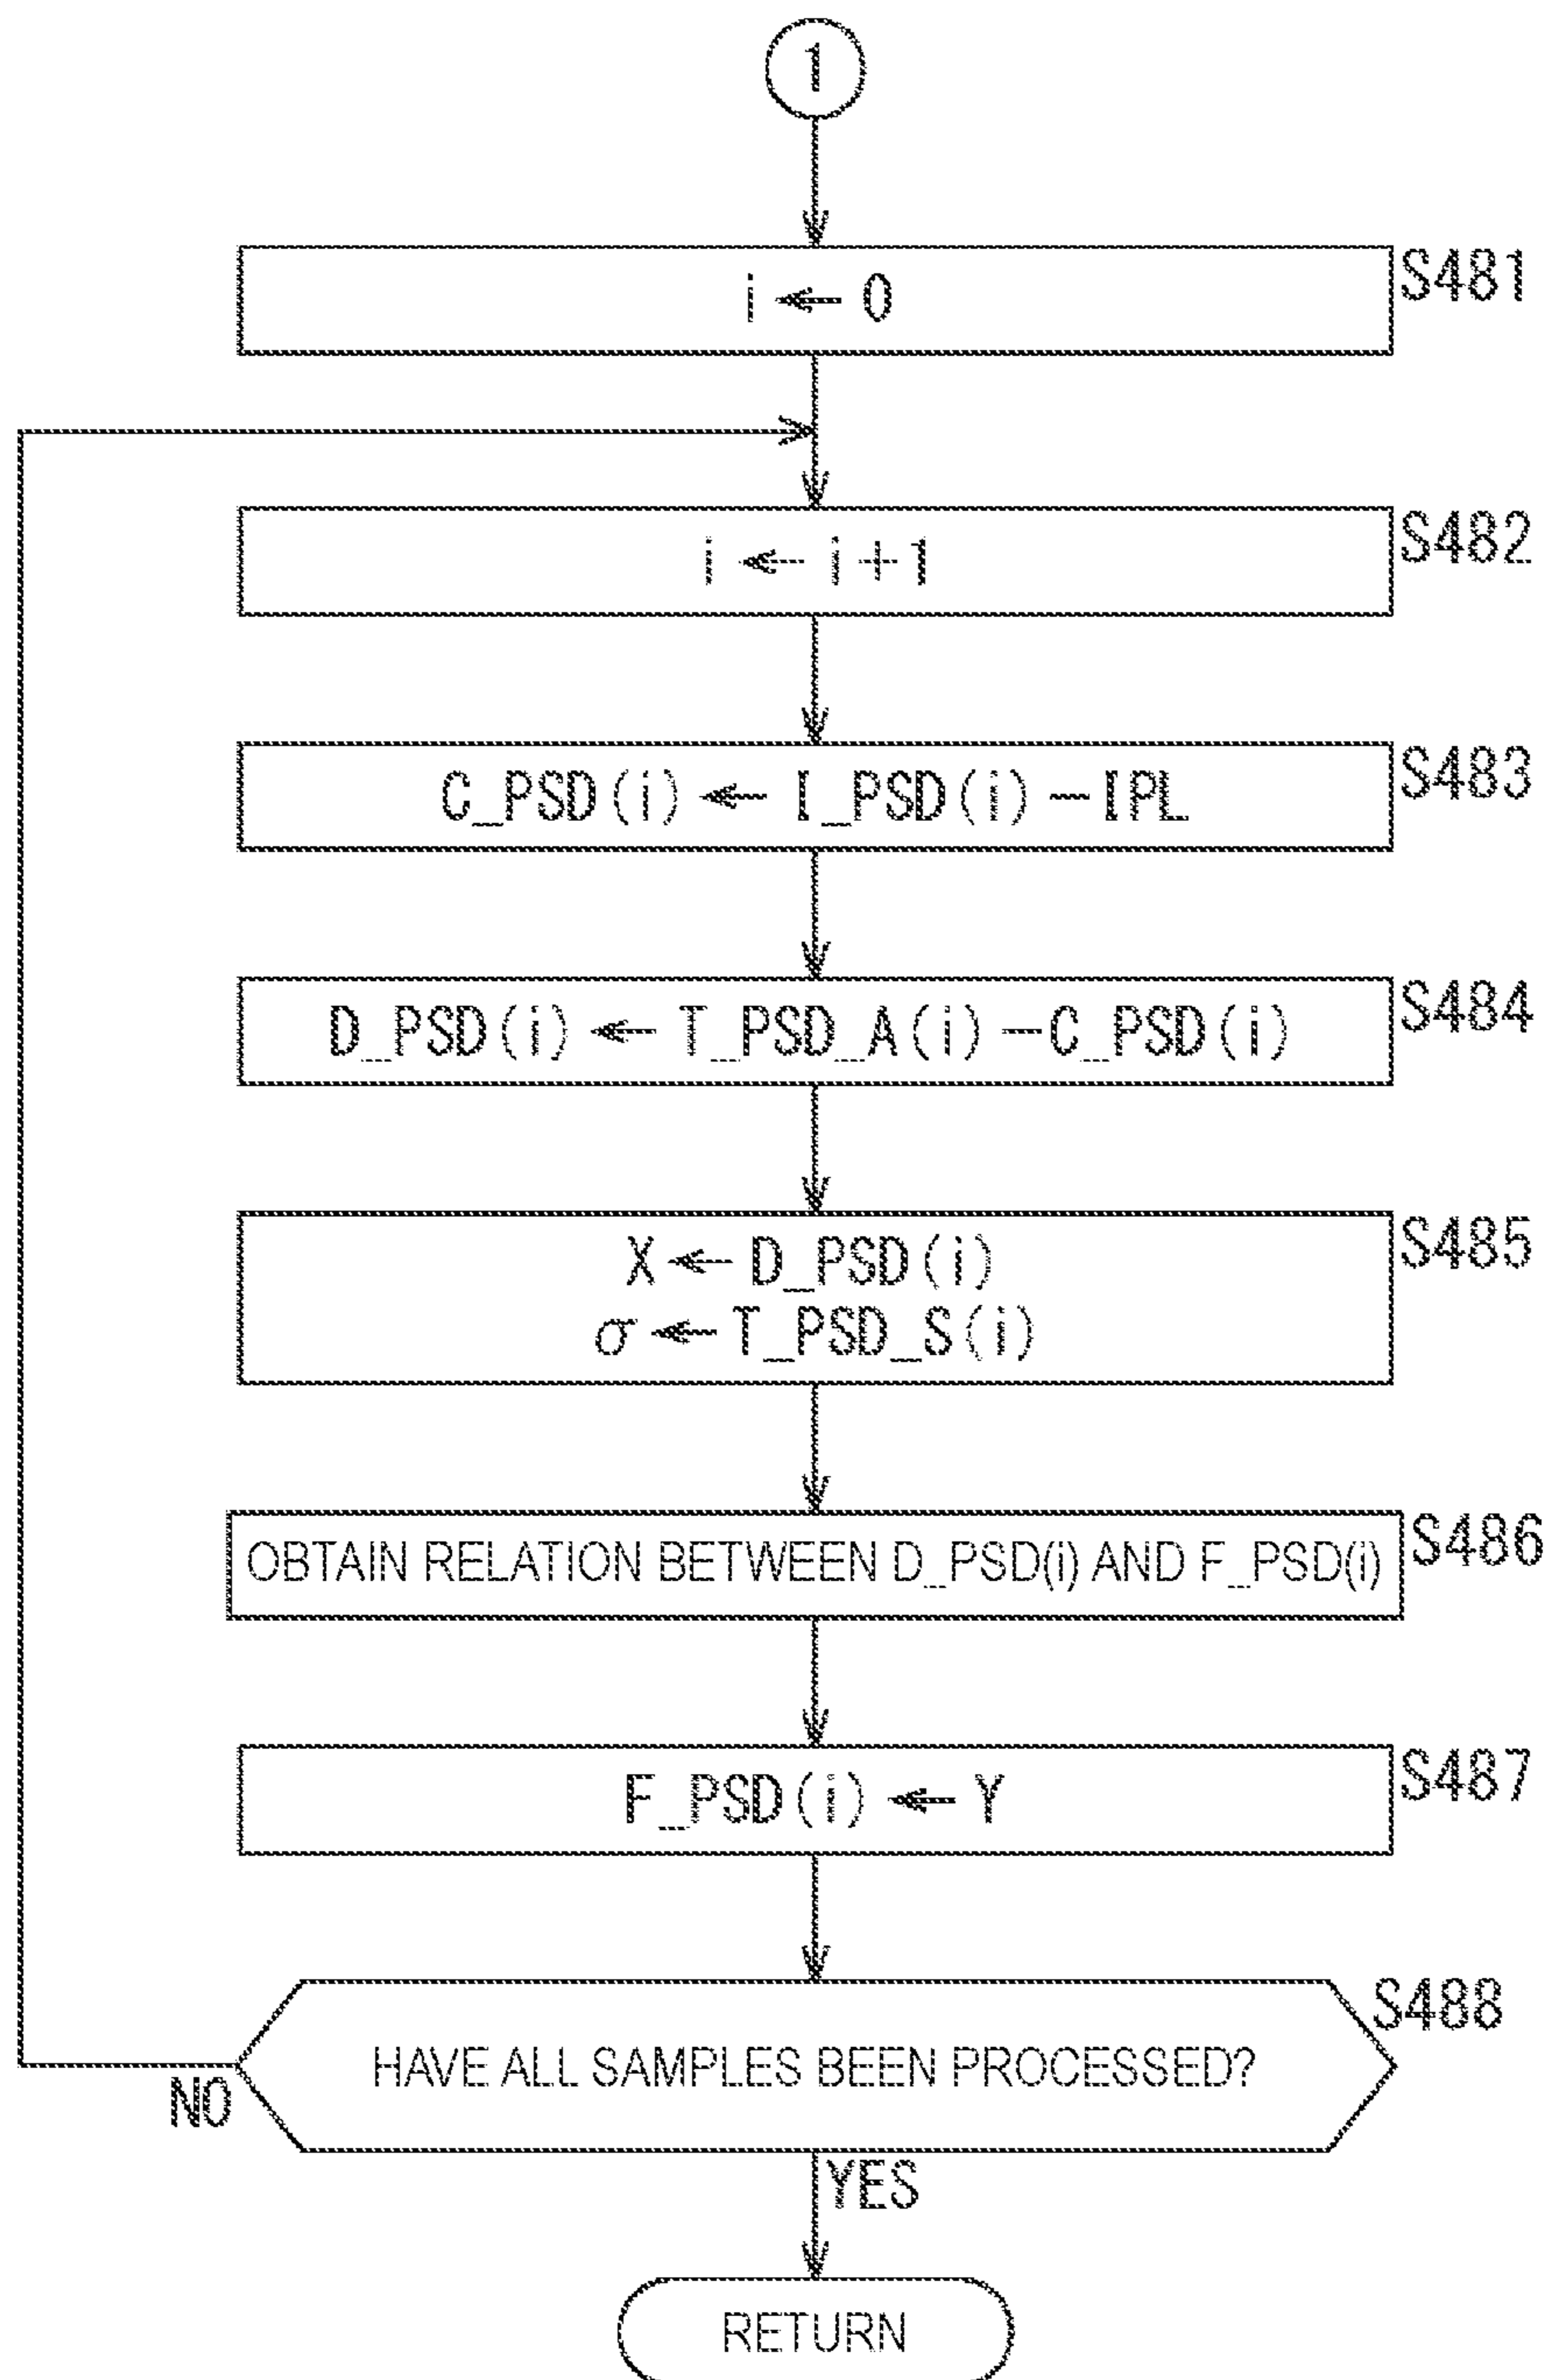 1
i ← 0
S481
i ← i+1
S482
C_PSD(i) ← I_PSD(i) −IPL
S483
D_PSD(i) ← T_PSD_A(i) −C_PSD(i)
S484
X ← D_PSD(i)
σ ← T_PSD_S(i)
S485
OBTAIN RELATION BETWEEN D_PSD(i) AND F_PSD(i)
S486
F_PSD(i) ← Y
S487
HAVE ALL SAMPLES BEEN PROCESSED?
S488
NO
YES
RETURN